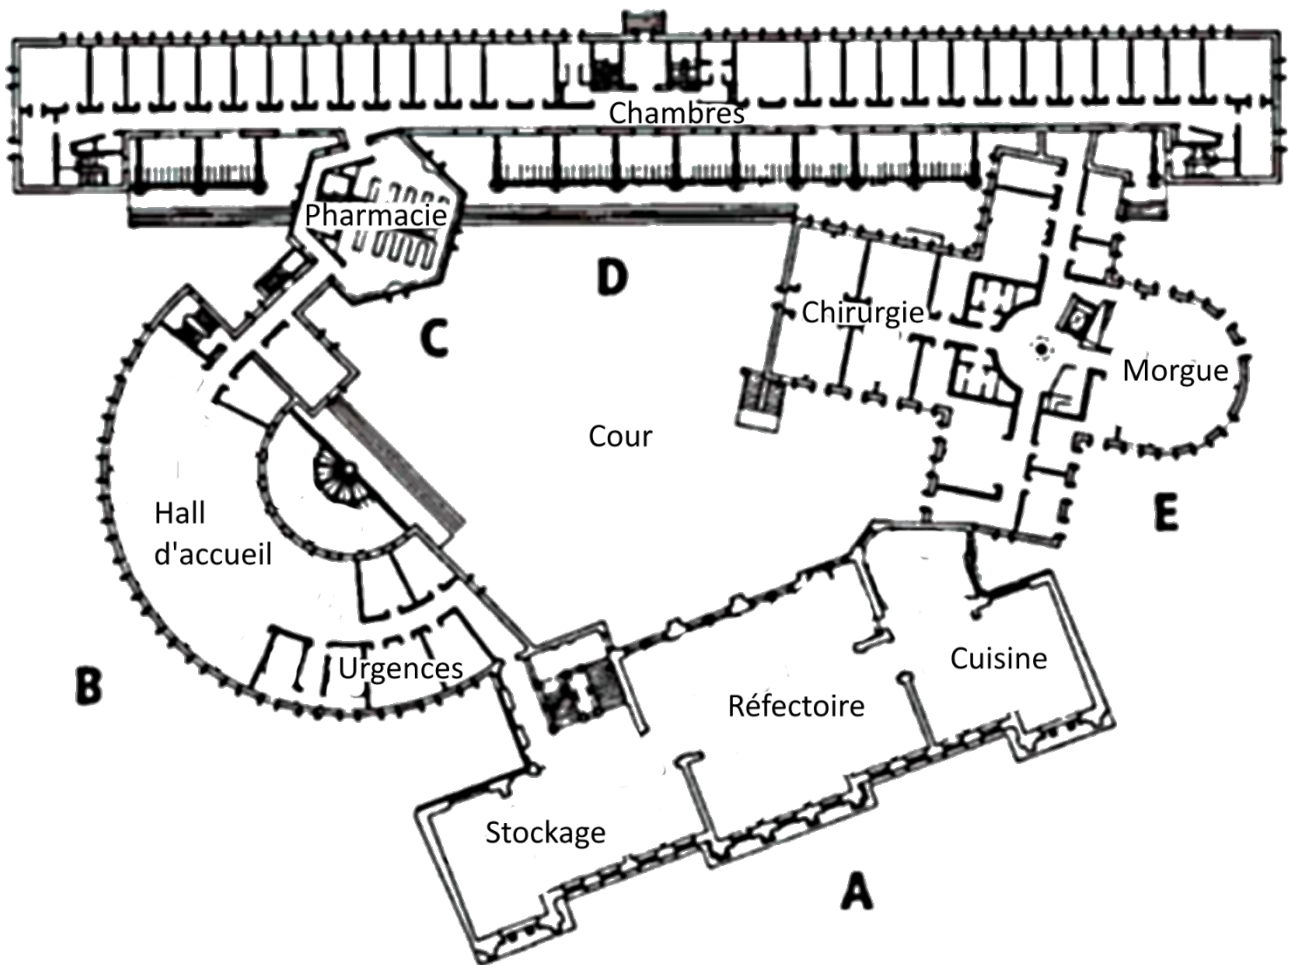 Chambres
Pharmacie
D
Chirurgie
C
Morgue
Cour
Hall
d'accueil
E
Urgences
Cuisine
B
Réfectoire
Stockage
A